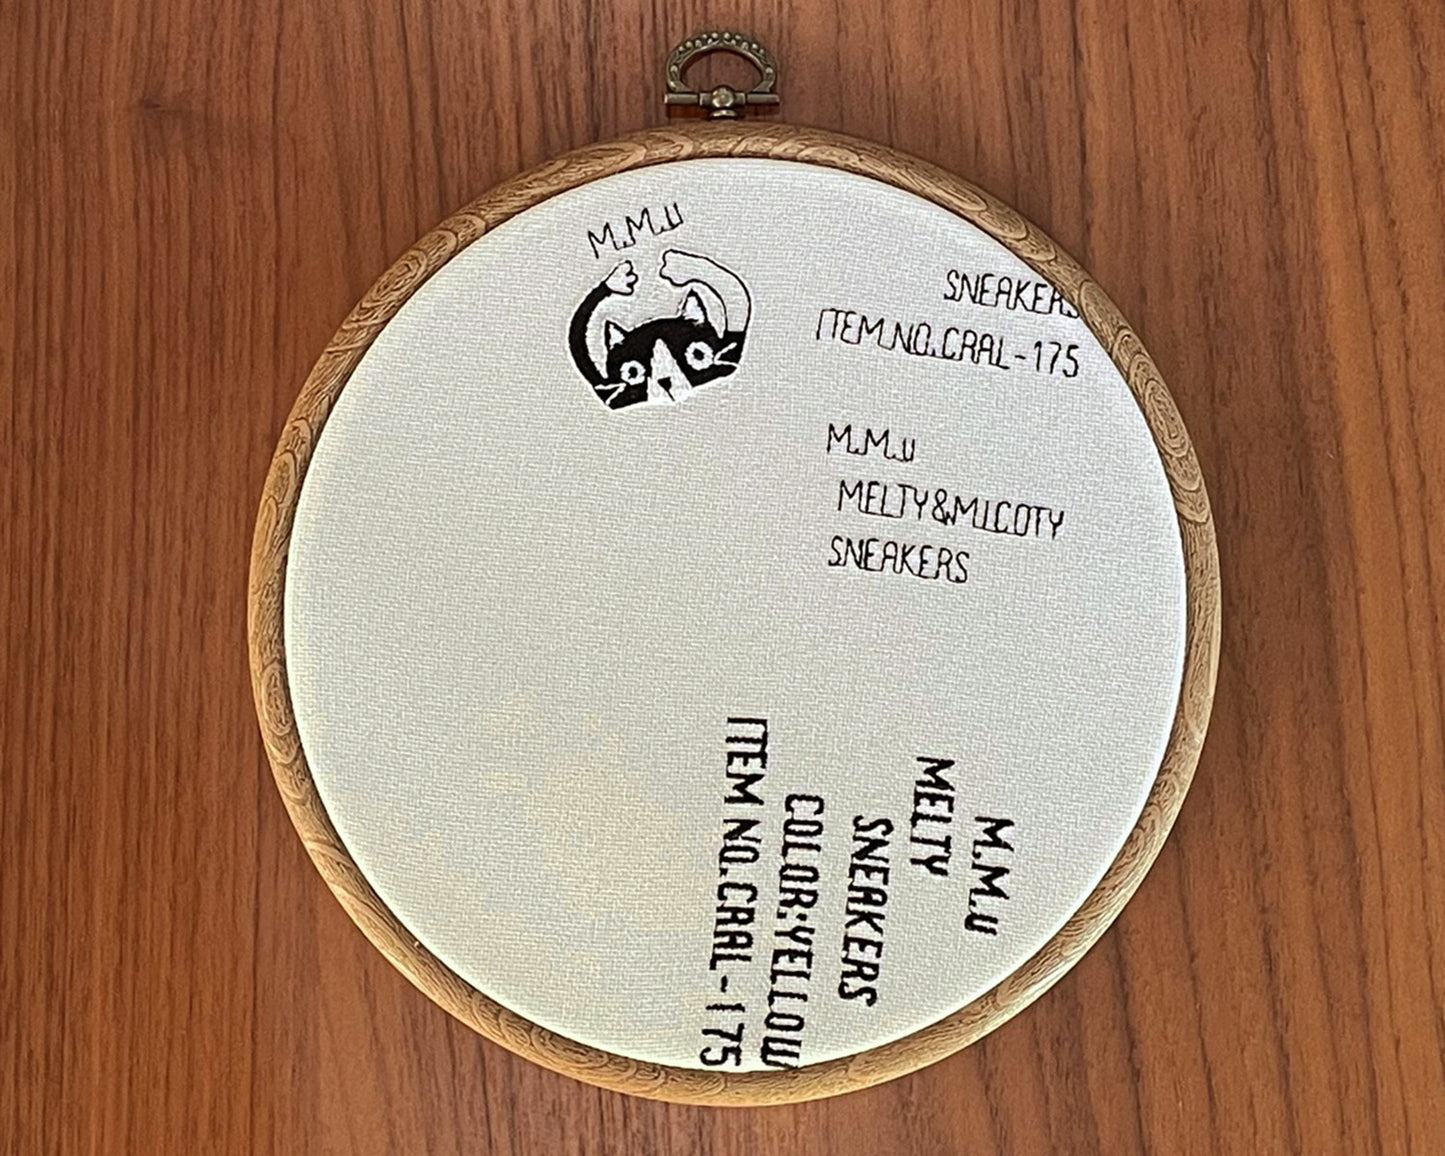 M.M.u
SNEAKERS
ITEM.NO.CRAL-175
M.M.u
MELTY&MICOTY
SNEAKERS
M.M.u
MELTY
SNEAKERS
COLOR:YELLOW
ITEM NO.CRAL-175